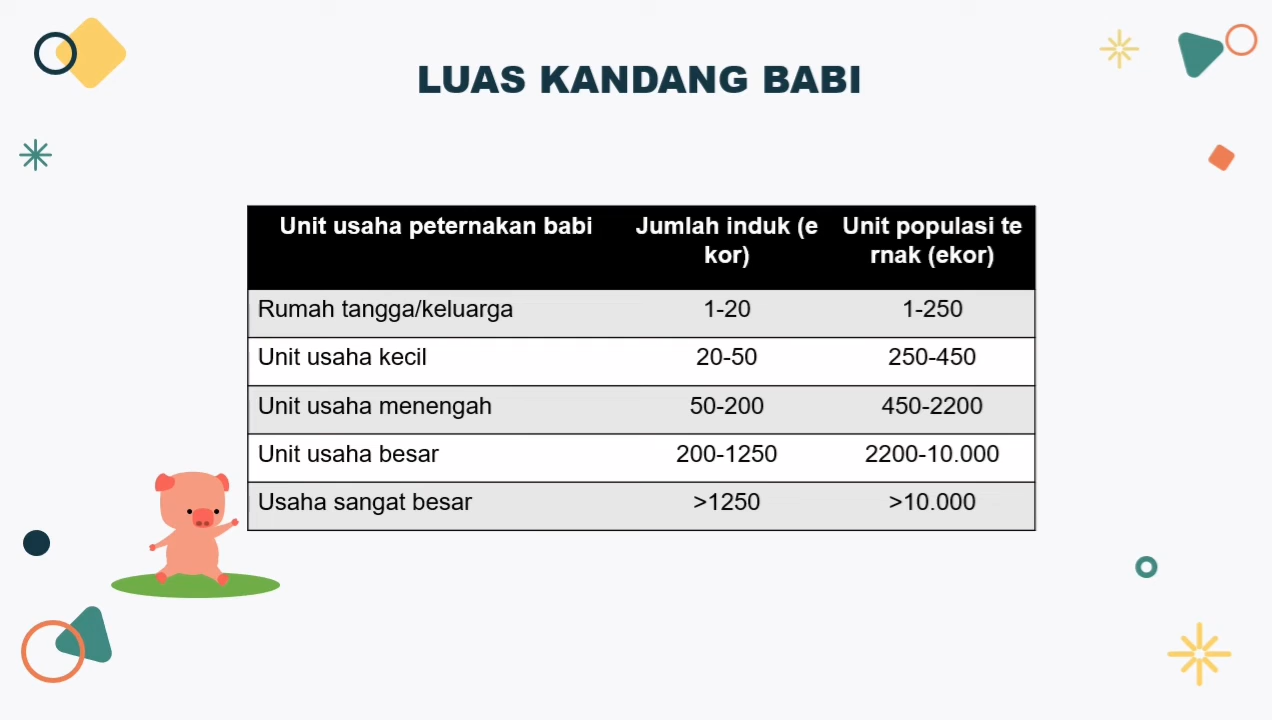 LUAS KANDANG BABI
Unit usaha peternakan babi Jumlah induk (e Unit populasi te
kor) rnak (ekor)
Rumah tangga/keluarga 1-20 1-250
Unit usaha kecil 20-50 250-450
Unit usaha menengah 50-200 450-2200
Unit usaha besar 200-1250 2200-10.000
Usaha sangat besar >1250 >10.000